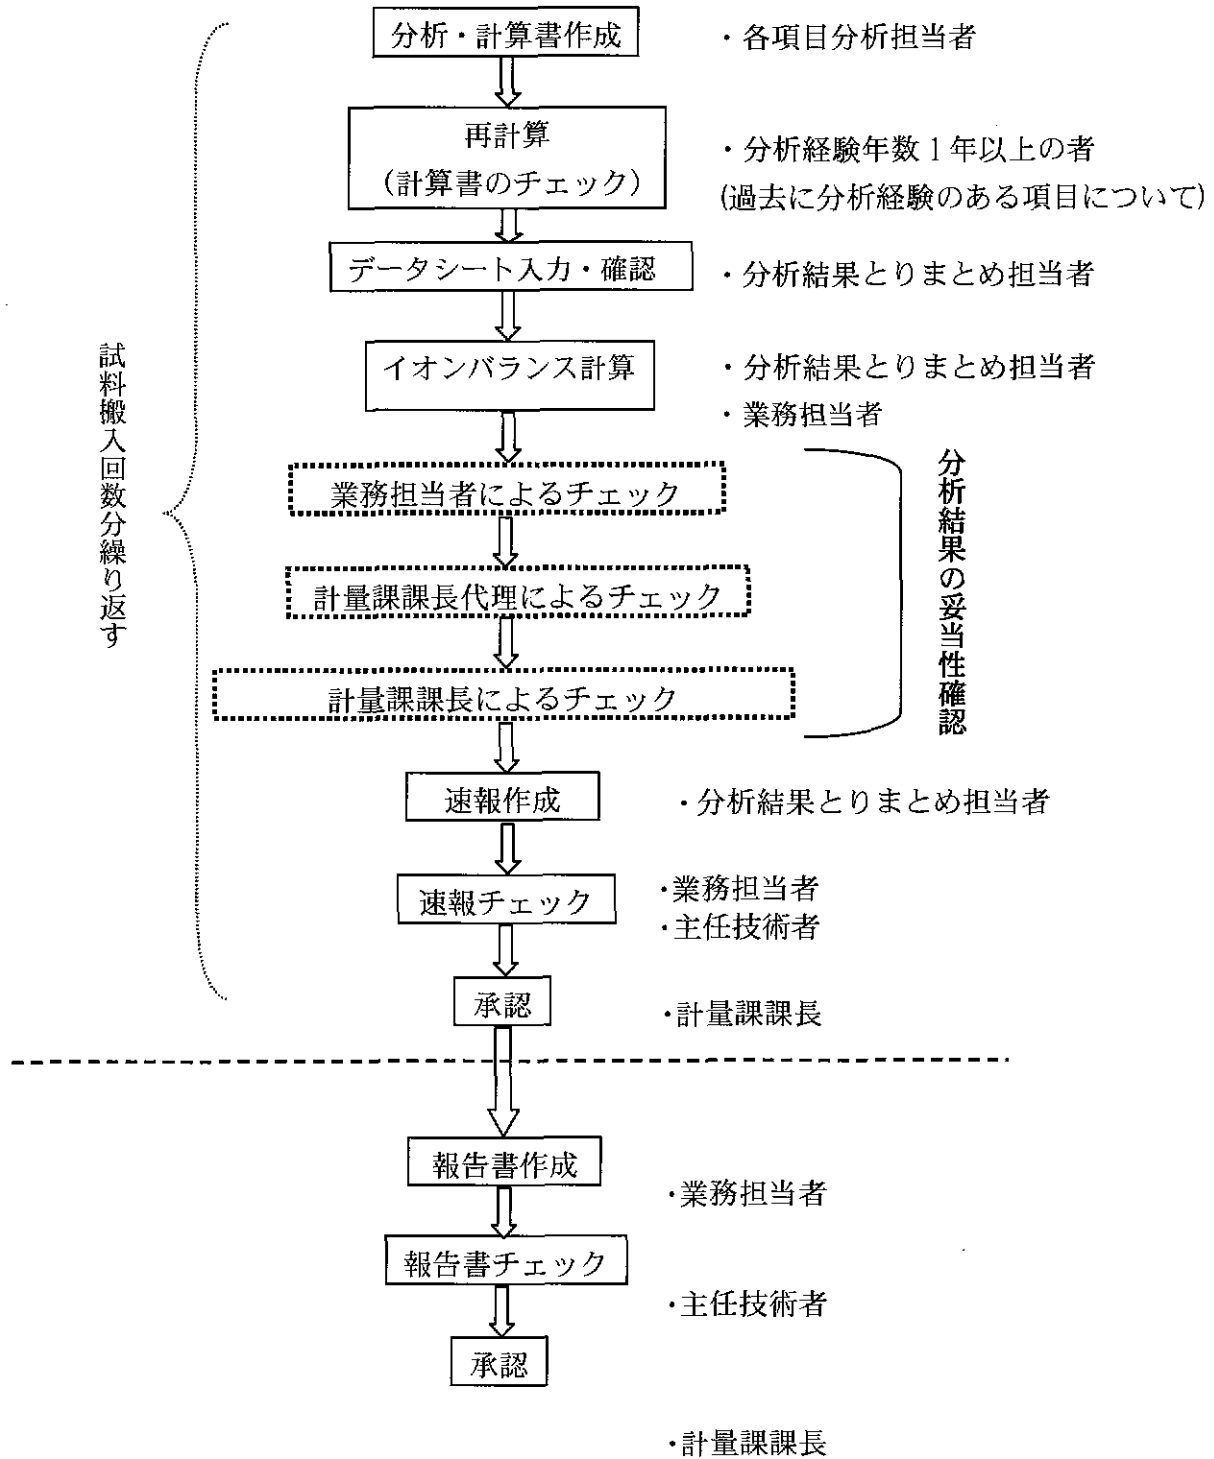 分析・計算書作成
・各項目分析担当者
再計算
（計算書のチェック）
・分析経験年数１年以上の者
(過去に分析経験のある項目について)
データシート入力・確認
・分析結果とりまとめ担当者
イオンバランス計算
・分析結果とりまとめ担当者
・業務担当者
試料搬入回数分繰り返す
業務担当者によるチェック
計量課課長代理によるチェック
計量課課長によるチェック
分析結果の妥当性確認
速報作成
・分析結果とりまとめ担当者
速報チェック
・業務担当者
・主任技術者
承認
・計量課課長
報告書作成
・業務担当者
報告書チェック
・主任技術者
承認
・計量課課長